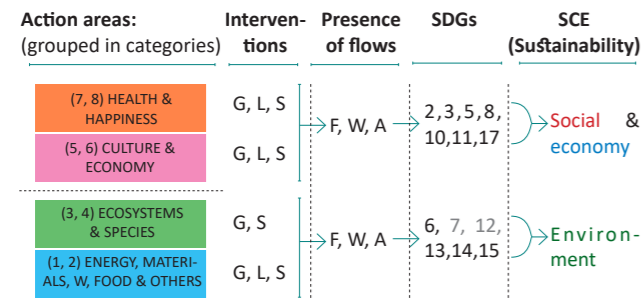 Action areas:
(grouped in categories)
Interven-
tions
Presence
of flows
SDGs
SCE
(Sustainability)
(7, 8) HEALTH &
HAPPINESS
G, L, S
(5, 6) CULTURE &
ECONOMY
G, L, S
F, W, A
2,3,5,8,
10,11,17
Social &
economy
(3, 4) ECOSYSTEMS
& SPECIES
G, S
(1, 2) ENERGY, MATERI-
ALS, W, FOOD & OTHERS
G, L, S
F, W, A
6, 7, 12,
13,14,15
Environ-
ment